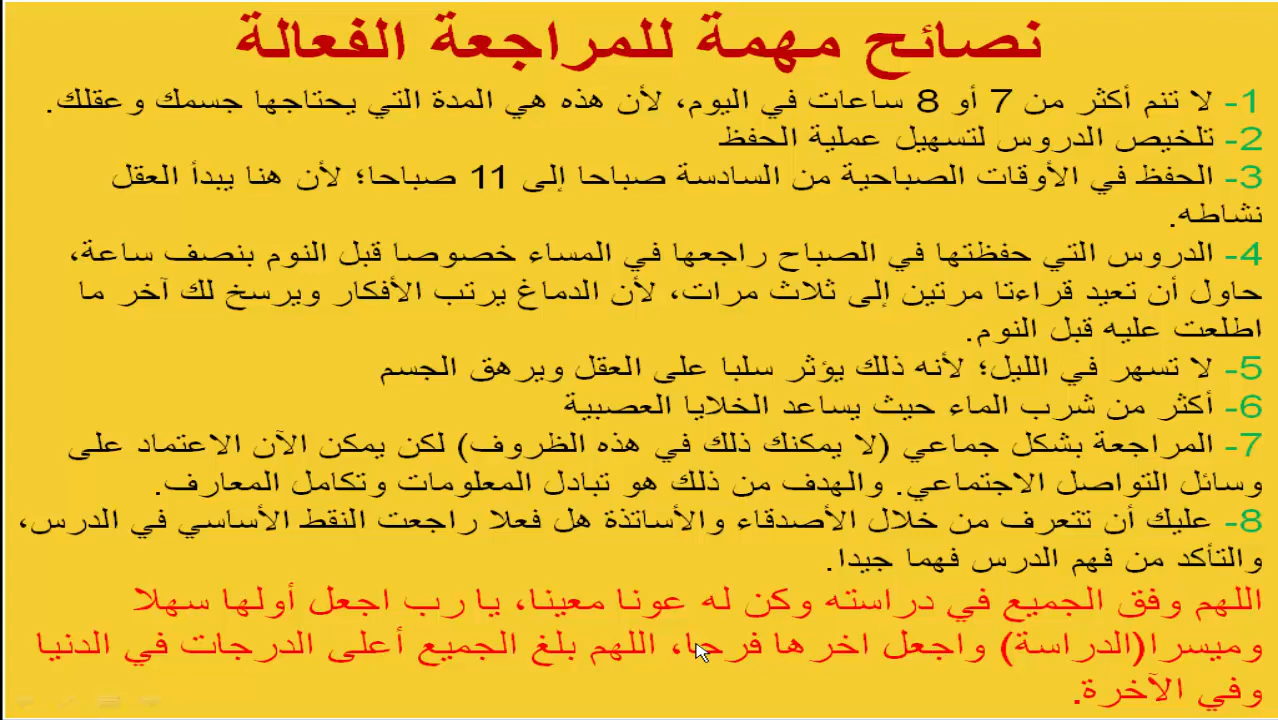 نصائح مهمة للمراجعة الفعالة
1- لا تنم أكثر من 7 أو 8 ساعات في اليوم، لأن هذه هي المدة التي يحتاجها جسمك وعقلك.
2- تلخيص الدروس لتسهيل عملية الحفظ
3- الحفظ في الأوقات الصباحية من السادسة صباحا إلى 11 صباحا؛ لأن هنا يبدأ العقل
نشاطه.
4- الدروس التي حفظتها في الصباح راجعها في المساء خصوصا قبل النوم بنصف ساعة،
حاول أن تعيد قراءتا مرتين إلى ثلاث مرات، لأن الدماغ يرتب الأفكار ويرسخ لك آخر ما
اطلعت عليه قبل النوم.
5- لا تسهر في الليل؛ لأنه ذلك يؤثر سلبا على العقل ويرهق الجسم
6- أكثر من شرب الماء حيث يساعد الخلايا العصبية
7- المراجعة بشكل جماعي (لا يمكنك ذلك في هذه الظروف) لكن يمكن الآن الاعتماد على
وسائل التواصل الاجتماعي. والهدف من ذلك هو تبادل المعلومات وتكامل المعارف.
8- عليك أن تتعرف من خلال الأصدقاء والأساتذة هل فعلا راجعت النقط الأساسي في الدرس،
والتأكد من فهم الدرس فهما جيدا.
اللهم وفق الجميع في دراسته وكن له عونا معينا، يا رب اجعل أولها سهلا
وميسرا(الدراسة) واجعل اخرها فرجا، اللهم بلغ الجميع أعلى الدرجات في الدنيا
وفي الآخرة.